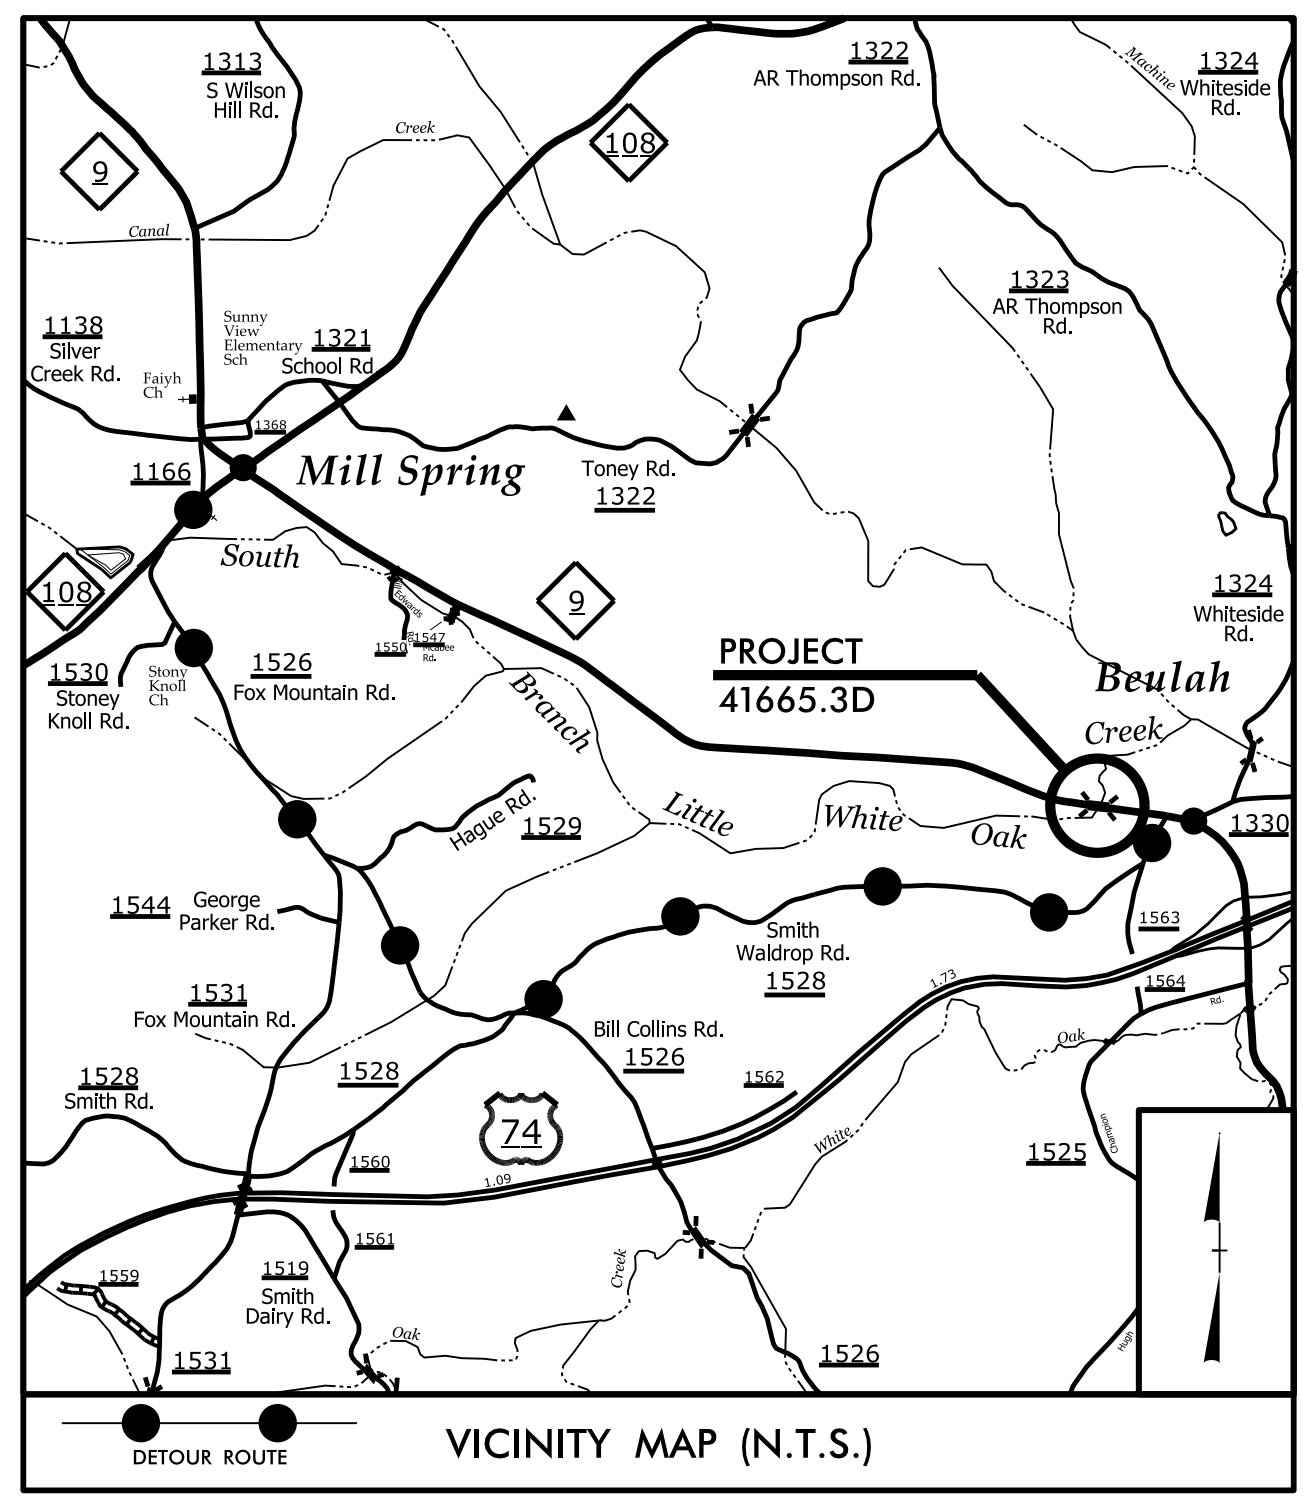 1313
S Wilson
Hill Rd.
1322
AR Thompson Rd.
Machine
1324
Whiteside
Rd.
Creek
108
9
Canal
1323
AR Thompson
Rd.
1138
Silver
Creek Rd.
Sunny
View
Elementary
Sch
1321
School Rd
Faiyh
Ch
1368
1166
Mill Spring
Toney Rd.
1322
South
108
9
Edwards
Rd.
1550
1547
McAbee
Rd.
1324
Whiteside
Rd.
PROJECT
41665.3D
Beulah
1530
Stoney
Knoll Rd.
Stony
Knoll
Ch
1526
Fox Mountain Rd.
Branch
Creek
Hague Rd.
1529
Little
White
Oak
1330
1544
George
Parker Rd.
Smith
Waldrop Rd.
1528
1563
1.73
1564
Rd.
1531
Fox Mountain Rd.
Bill Collins Rd.
1526
Oak
1528
Smith Rd.
1528
1562
74
White
Champion
1525
1560
1.09
1561
Creek
1559
1519
Smith
Dairy Rd.
Oak
Hugh
1531
1526
DETOUR ROUTE
VICINITY MAP (N.T.S.)